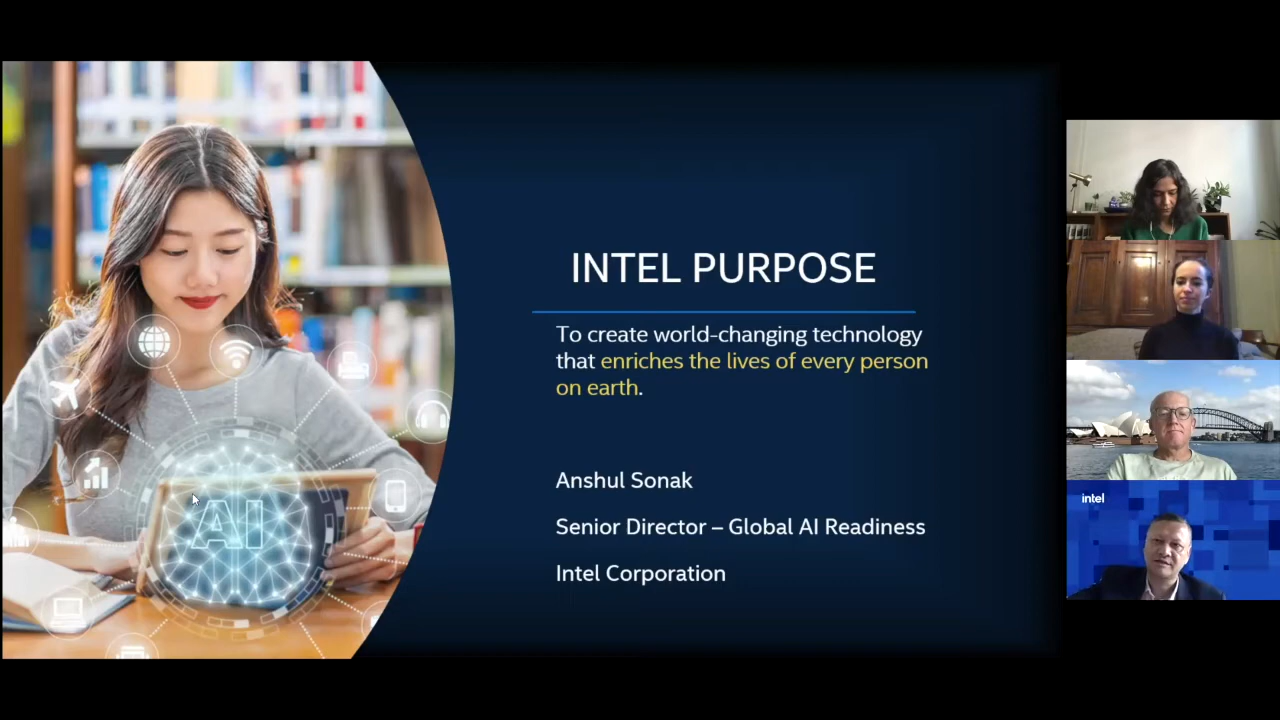 INTEL PURPOSE
To create world-changing technology
that enriches the lives of every person
on earth.
Anshul Sonak
Senior Director – Global AI Readiness
Intel Corporation
AI
intel